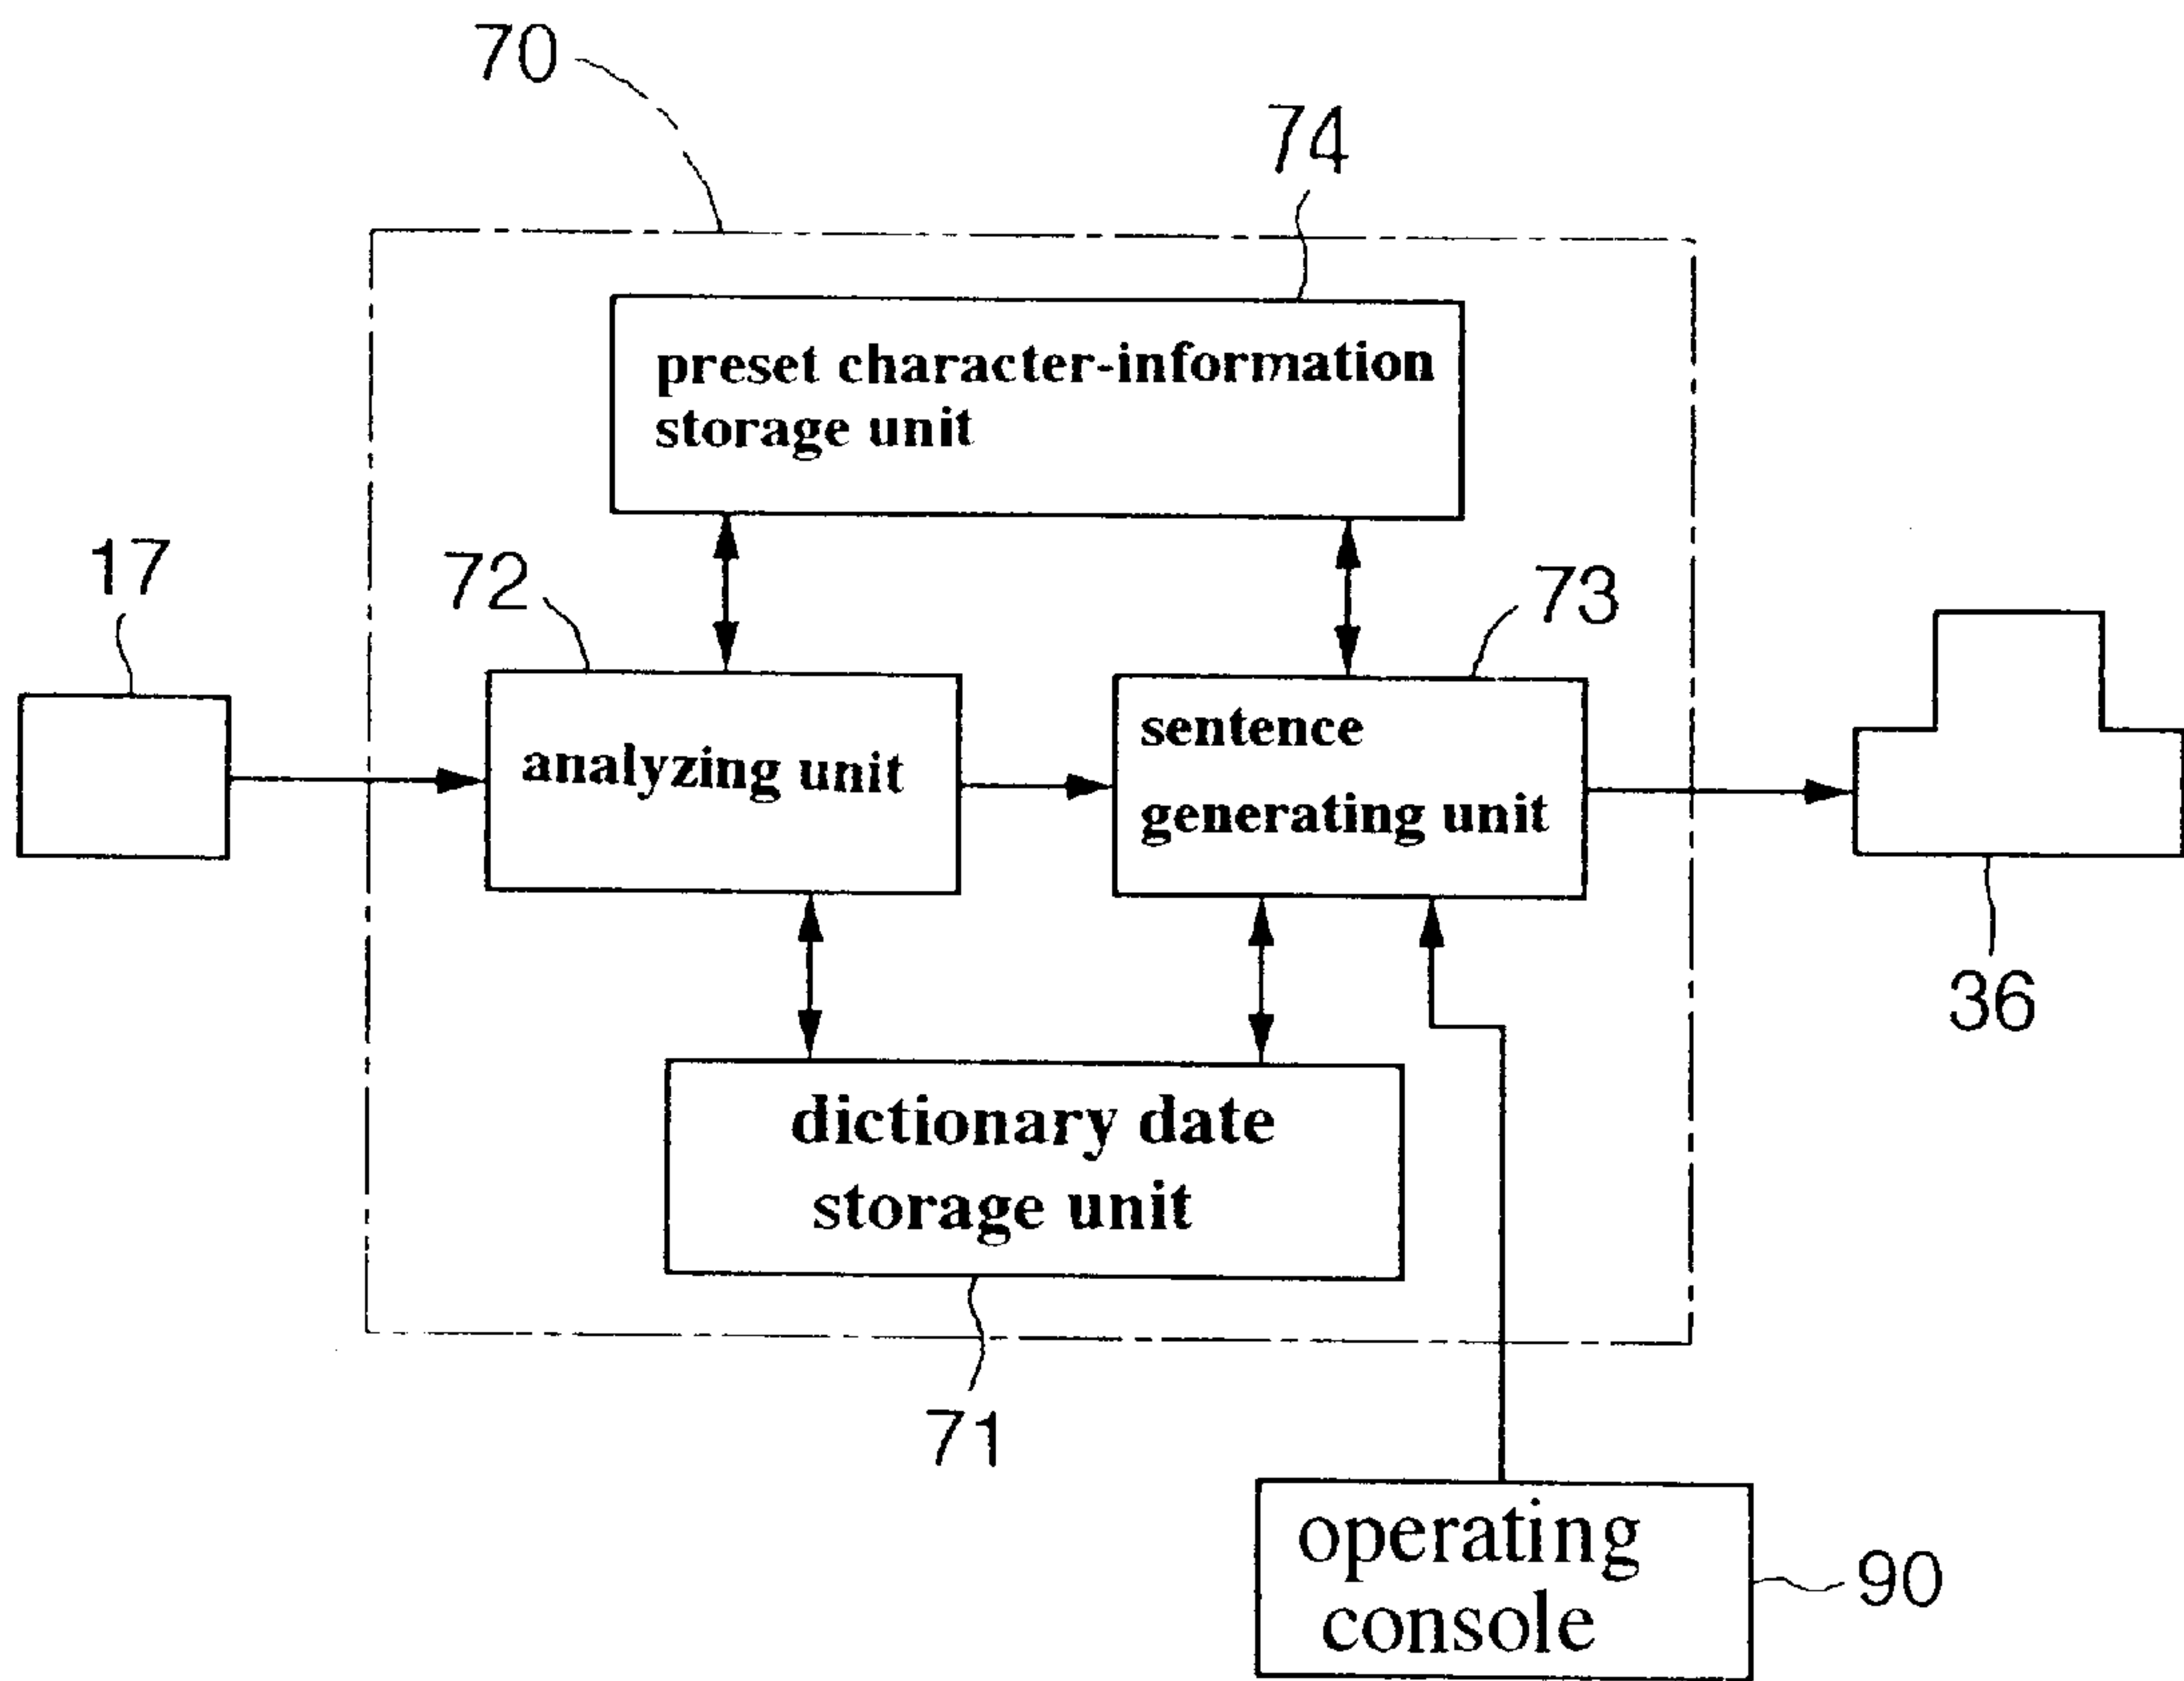 70
74
preset character-information
storage unit
17
72
73
analyzing unit
sentence
generating unit
36
dictionary date
storage unit
71
operating
console
90